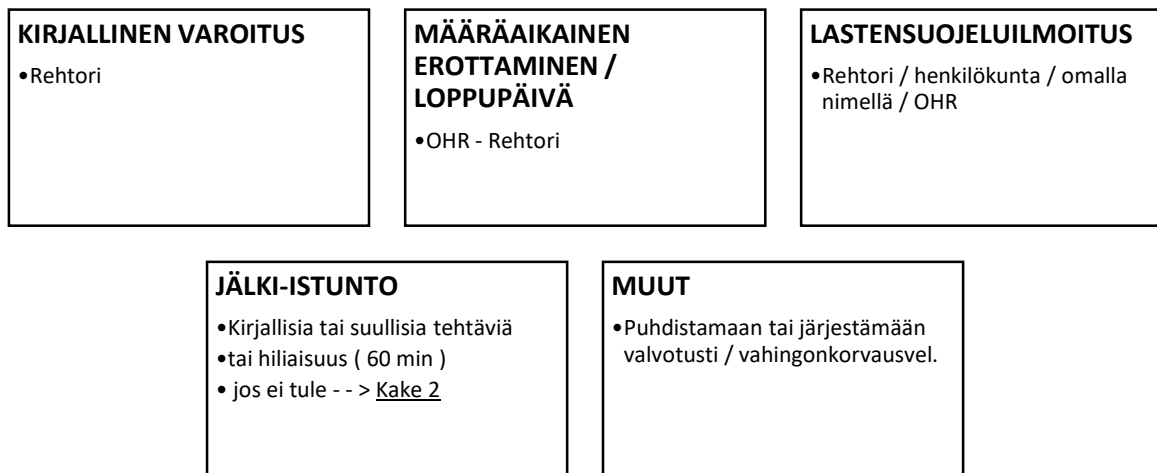 KIRJALLINEN VAROITUS
•Rehtori
MÄÄRÄAIKAINEN
EROTTAMINEN /
LOPPUPÄIVÄ
•OHR - Rehtori
LASTENSUOJELUILMOITUS
•Rehtori / henkilökunta / omalla
nimellä / OHR
JÄLKI-ISTUNTO
•Kirjallisia tai suullisia tehtäviä
•tai hiliaisuus ( 60 min )
• jos ei tule - - > Kake 2
MUUT
•Puhdistamaan tai järjestämään
valvotusti / vahingonkorvausvel.